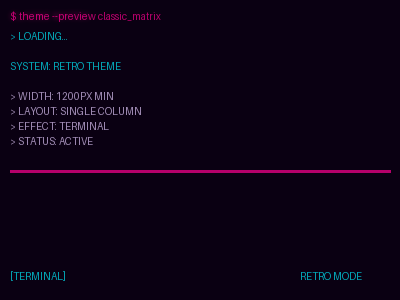 $ theme --preview classic_matrix
> LOADING...
SYSTEM: RETRO THEME
> WIDTH: 1200PX MIN
> LAYOUT: SINGLE COLUMN
> EFFECT: TERMINAL
> STATUS: ACTIVE
[TERMINAL] RETRO MODE